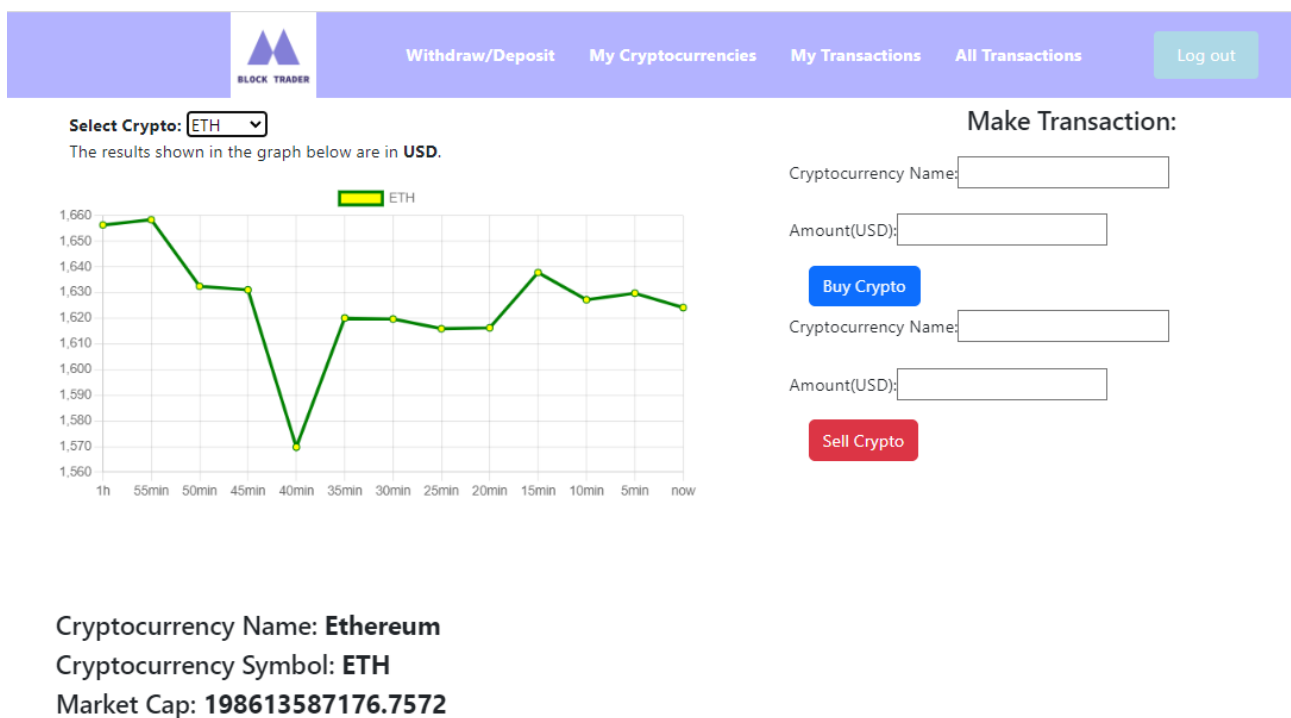 BLOCK TRADER
Withdraw/Deposit My Cryptocurrencies My Transactions All Transactions Log out
Select Crypto: ETH
The results shown in the graph below are in USD.
ETH
1,660
1,650
1,640
1,630
1,620
1,610
1,600
1,590
1,580
1,570
1,560
1h 55min 50min 45min 40min 35min 30min 25min 20min 15min 10min 5min now
Make Transaction:
Cryptocurrency Name:
Amount(USD):
Buy Crypto
Cryptocurrency Name:
Amount(USD):
Sell Crypto
Cryptocurrency Name: Ethereum
Cryptocurrency Symbol: ETH
Market Cap: 198613587176.7572